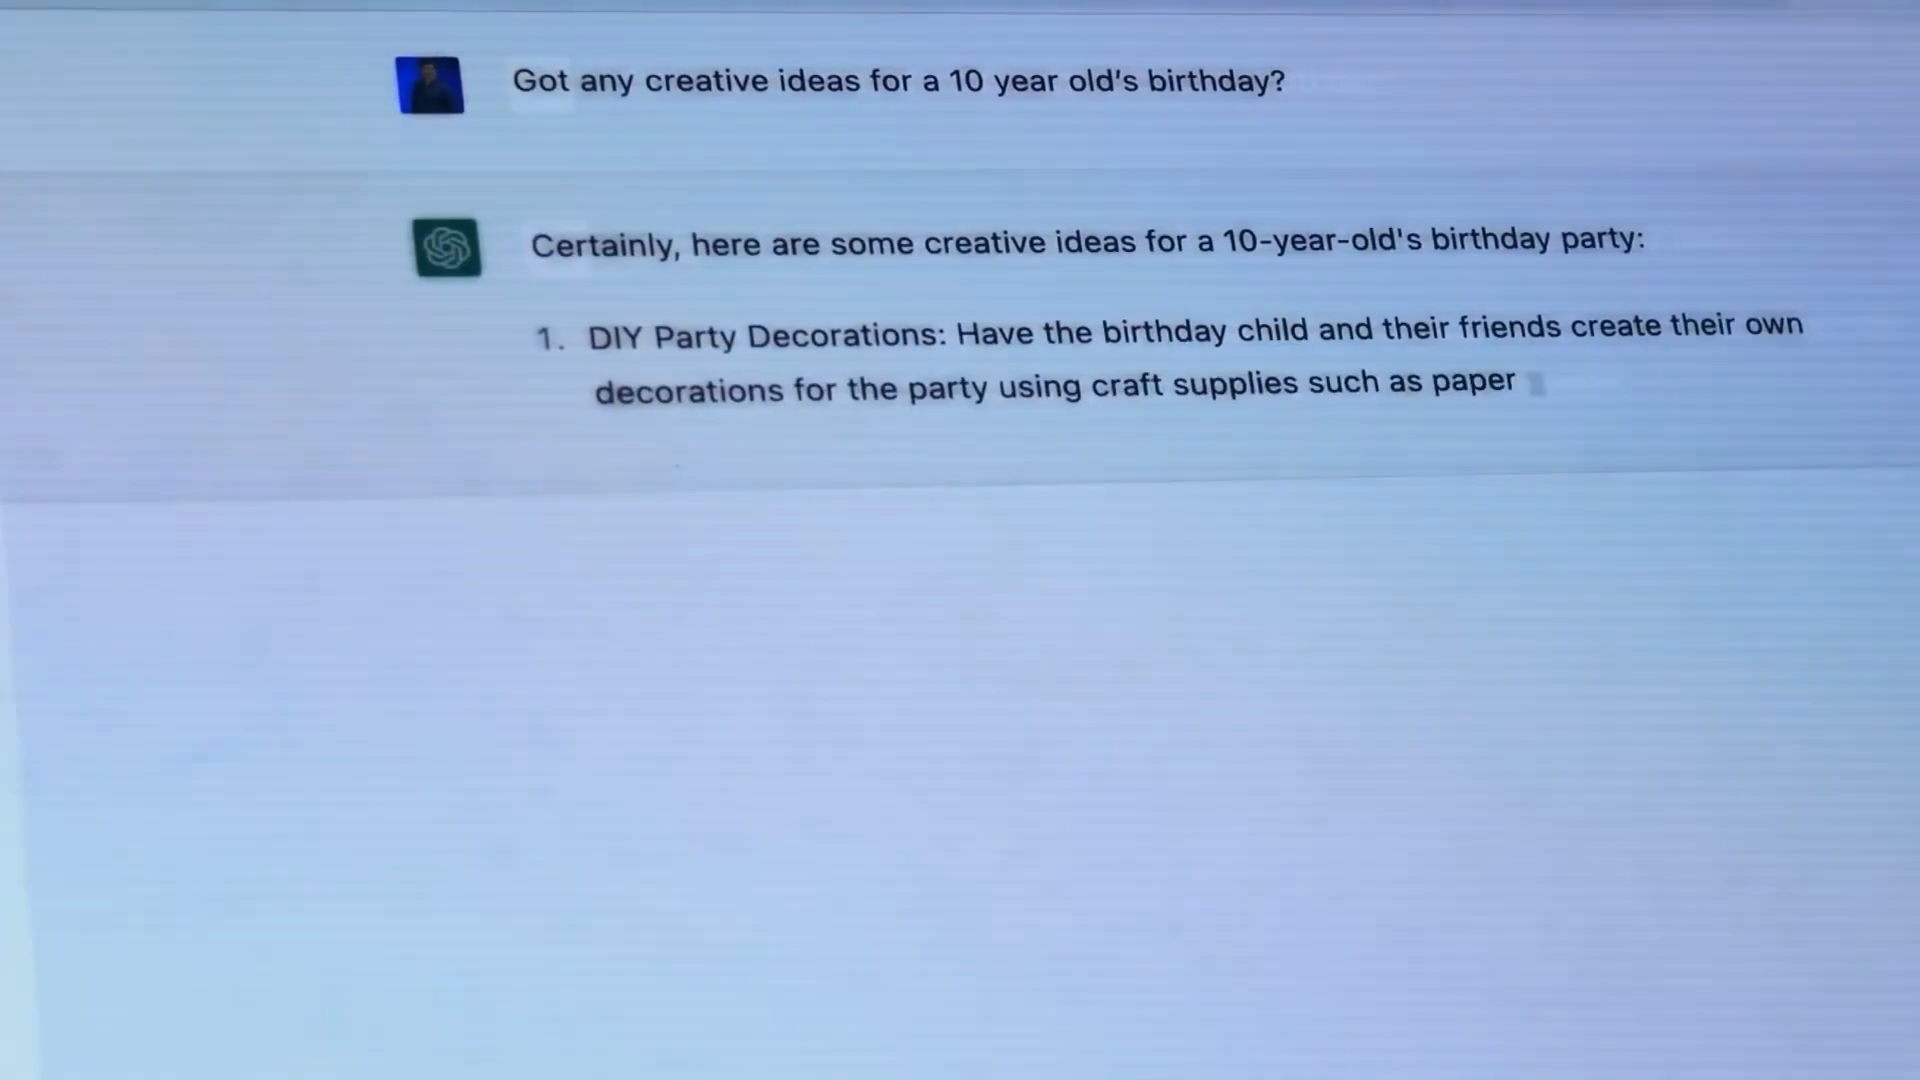 Got any creative ideas for a 10 year old's birthday?
Certainly, here are some creative ideas for a 10-year-old's birthday party:
1. DIY Party Decorations: Have the birthday child and their friends create their own
decorations for the party using craft supplies such as paper